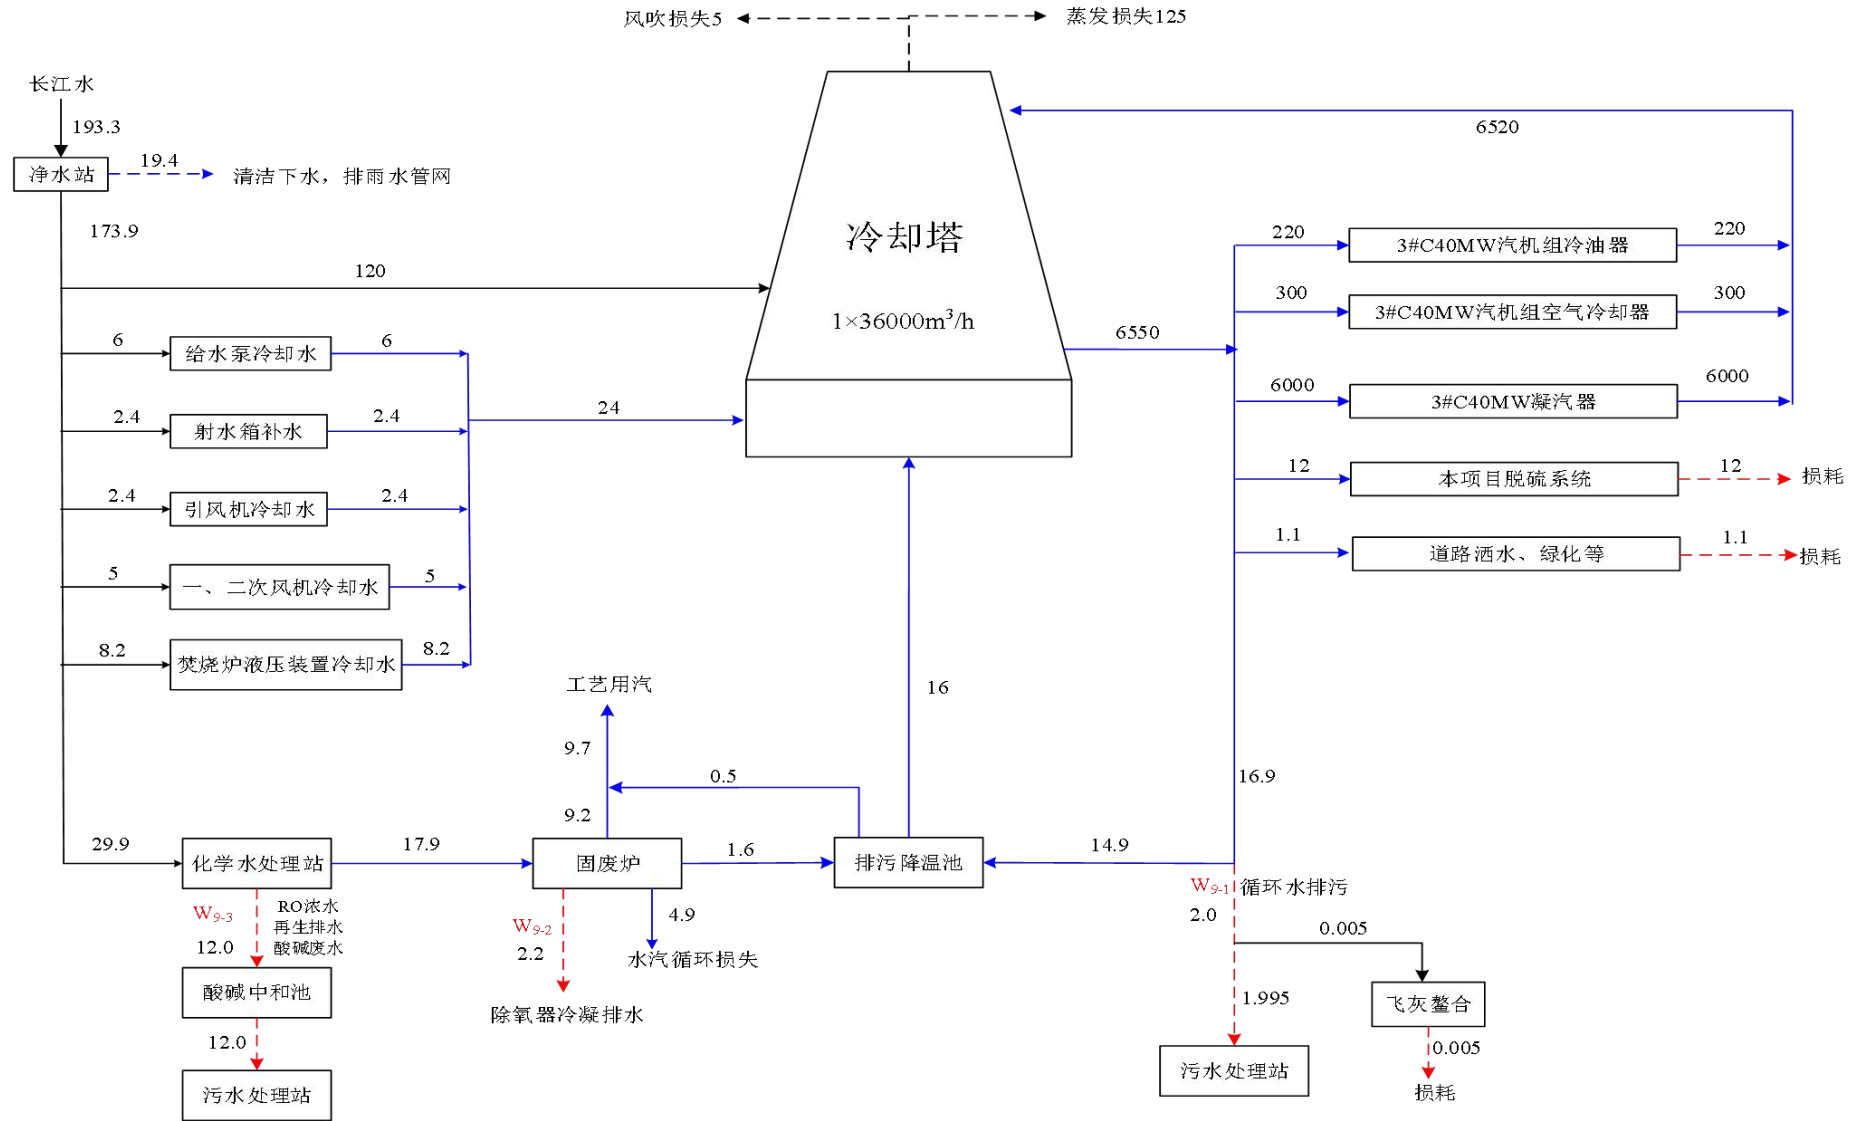 风吹损失5
蒸发损失125
长江水
193.3
净水站
19.4
清洁下水，排雨水管网
173.9
120
冷却塔
1×36000m³/h
6520
6550
220
3#C40MW汽机组冷油器
220
300
3#C40MW汽机组空气冷却器
300
6000
3#C40MW凝汽器
6000
12
本项目脱硫系统
12
损耗
1.1
道路洒水、绿化等
1.1
损耗
6
给水泵冷却水
6
2.4
射水箱补水
2.4
24
2.4
引风机冷却水
2.4
5
一、二次风机冷却水
5
8.2
焚烧炉液压装置冷却水
8.2
工艺用汽
9.7
0.5
9.2
16
16.9
29.9
化学水处理站
17.9
固废炉
1.6
排污降温池
14.9
W9-3
RO浓水
再生排水
酸碱废水
12.0
酸碱中和池
12.0
污水处理站
W9-2
2.2
除氧器冷凝排水
4.9
水汽循环损失
W9-1 循环水排污
2.0
0.005
1.995
飞灰螯合
0.005
损耗
污水处理站